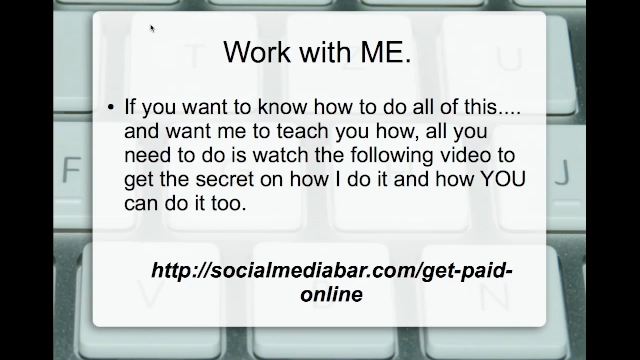 Work with ME.
• If you want to know how to do all of this....
and want me to teach you how, all you
need to do is watch the following video to
get the secret on how I do it and how YOU
can do it too.
http://socialmediabar.com/get-paid-
online
F
J
T
U
V
N